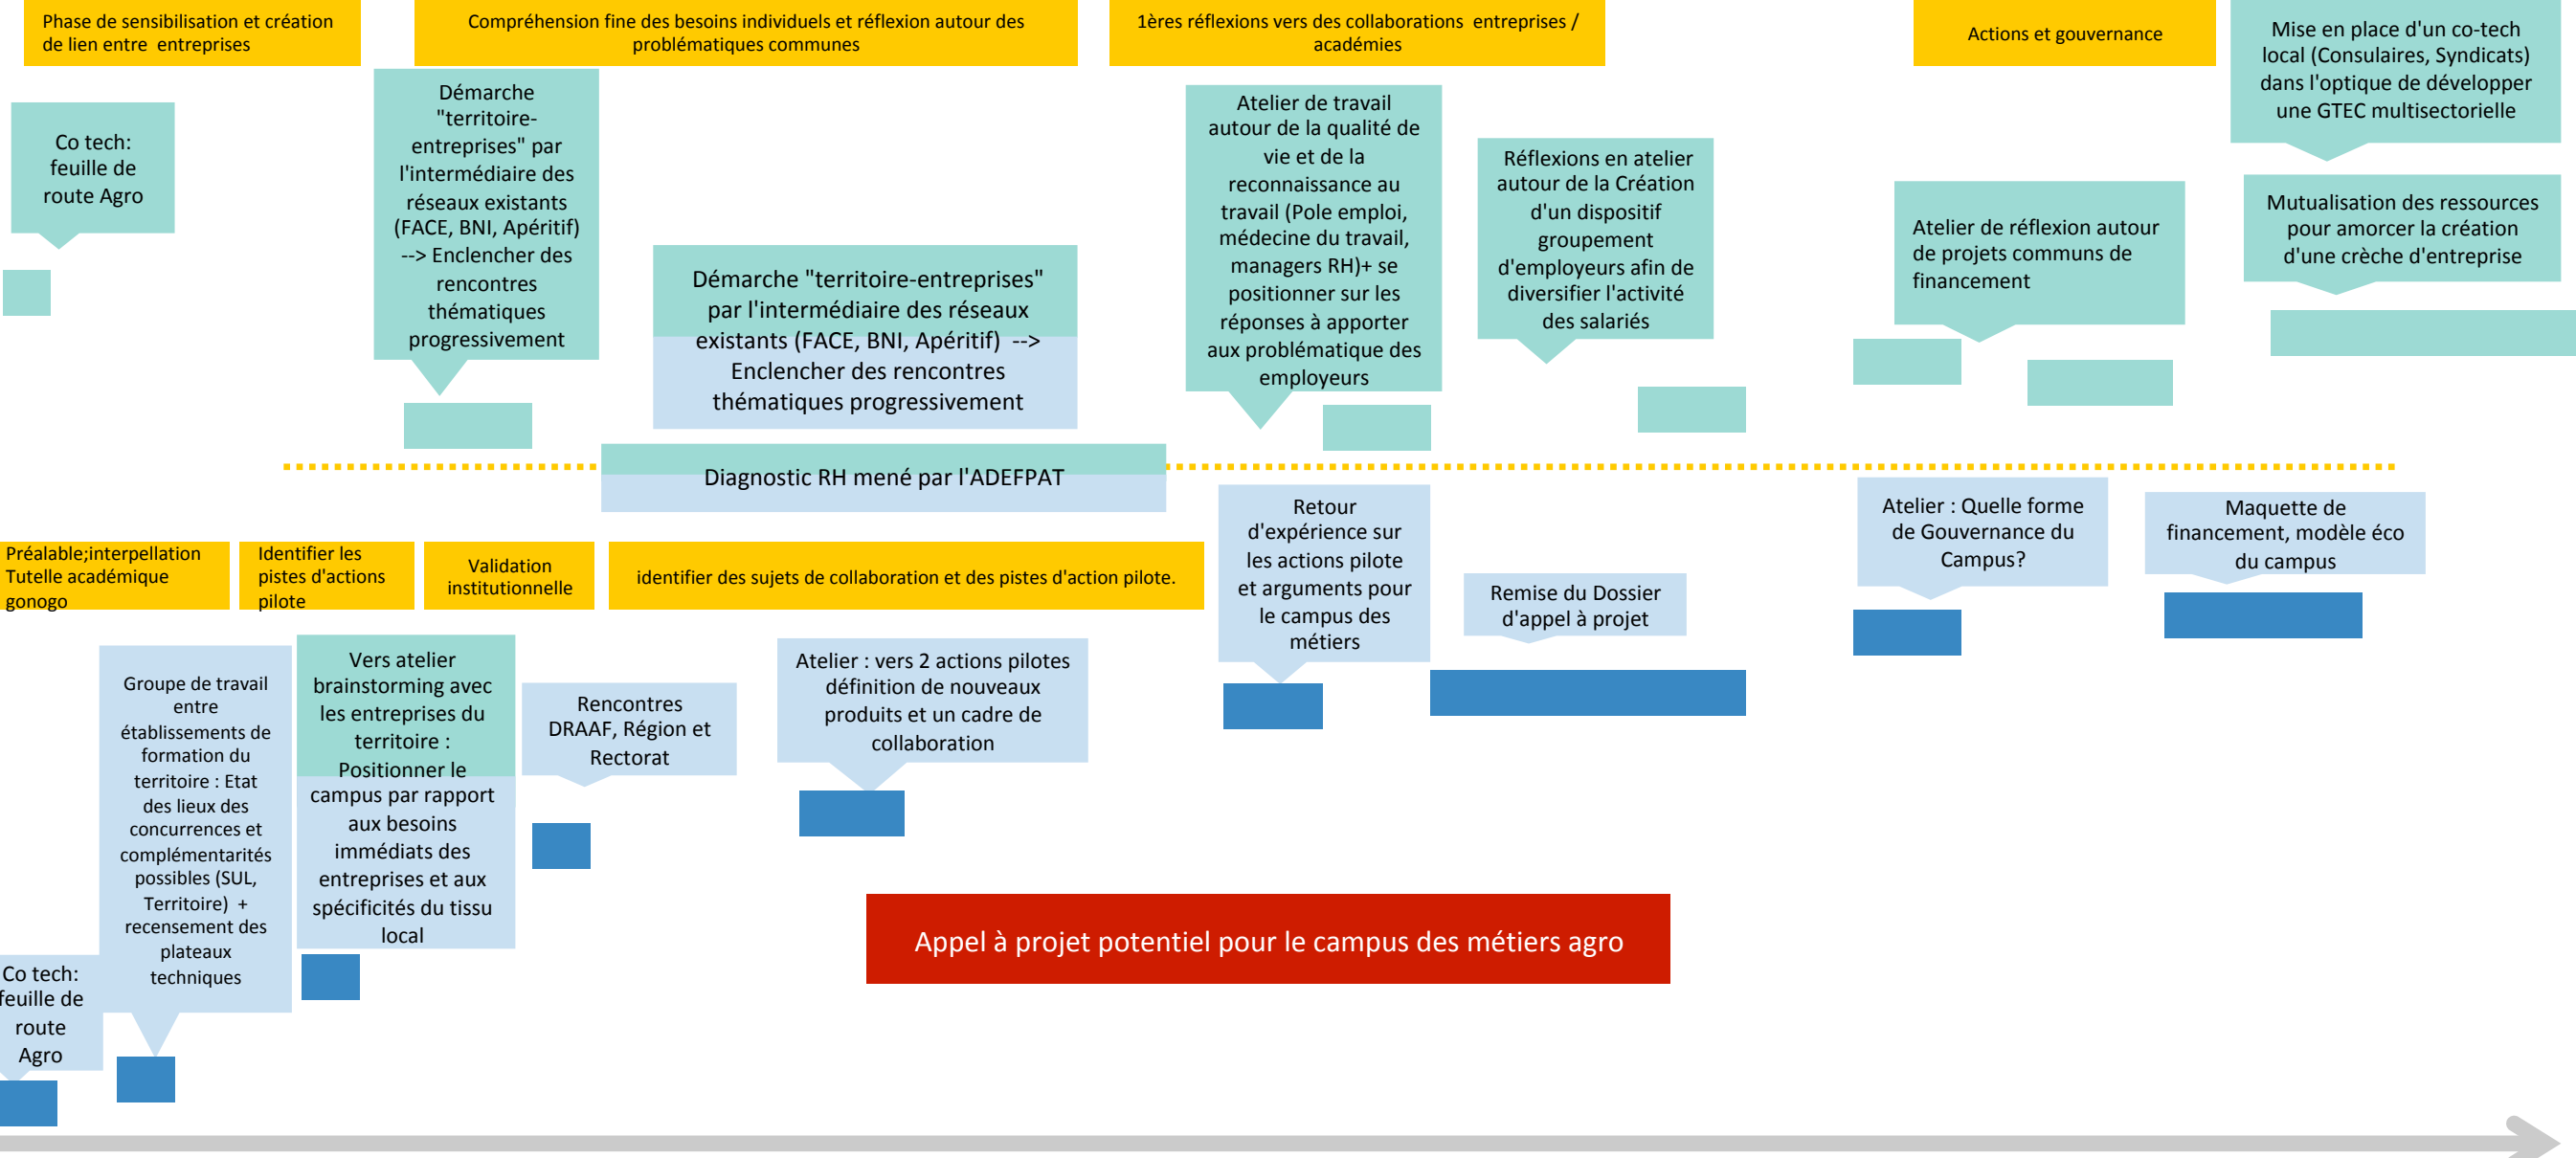 Phase de sensibilisation et création
de lien entre entreprises
Compréhension fine des besoins individuels et réflexion autour des
problématiques communes
1ères réflexions vers des collaborations entreprises /
académies
Actions et gouvernance
Mise en place d'un co-tech
local (Consulaires, Syndicats)
dans l'optique de développer
une GTEC multisectorielle
Co tech:
feuille de
route Agro
Démarche
"territoire-
entreprises" par
l'intermédiaire des
réseaux existants
(FACE, BNI, Apéritif)
--> Enclencher des
rencontres
thématiques
progressivement
Démarche "territoire-entreprises"
par l'intermédiaire des réseaux
existants (FACE, BNI, Apéritif) -->
Enclencher des rencontres
thématiques progressivement
Atelier de travail
autour de la qualité de
vie et de la
reconnaissance au
travail (Pole emploi,
médecine du travail,
managers RH)+ se
positionner sur les
réponses à apporter
aux problématique des
employeurs
Réflexions en atelier
autour de la Création
d'un dispositif
groupement
d'employeurs afin de
diversifier l'activité
des salariés
Atelier de réflexion autour
de projets communs de
financement
Mutualisation des ressources
pour amorcer la création
d'une crèche d'entreprise
Diagnostic RH mené par l'ADEFPAT
Préalable;interpellation
Tutelle académique
gonogo
Identifier les
pistes d'actions
pilote
Validation
institutionnelle
identifier des sujets de collaboration et des pistes d'action pilote.
Retour
d'expérience sur
les actions pilote
et arguments pour
le campus des
métiers
Remise du Dossier
d'appel à projet
Atelier : Quelle forme
de Gouvernance du
Campus?
Maquette de
financement, modèle éco
du campus
Co tech:
feuille de
route
Agro
Groupe de travail
entre
établissements de
formation du
territoire : Etat
des lieux des
concurrences et
complémentarités
possibles (SUL,
Territoire) +
recensement des
plateaux
techniques
Vers atelier
brainstorming avec
les entreprises du
territoire :
Positionner le
campus par rapport
aux besoins
immédiats des
entreprises et aux
spécificités du tissu
local
Rencontres
DRAAF, Région et
Rectorat
Atelier : vers 2 actions pilotes
définition de nouveaux
produits et un cadre de
collaboration
Appel à projet potentiel pour le campus des métiers agro